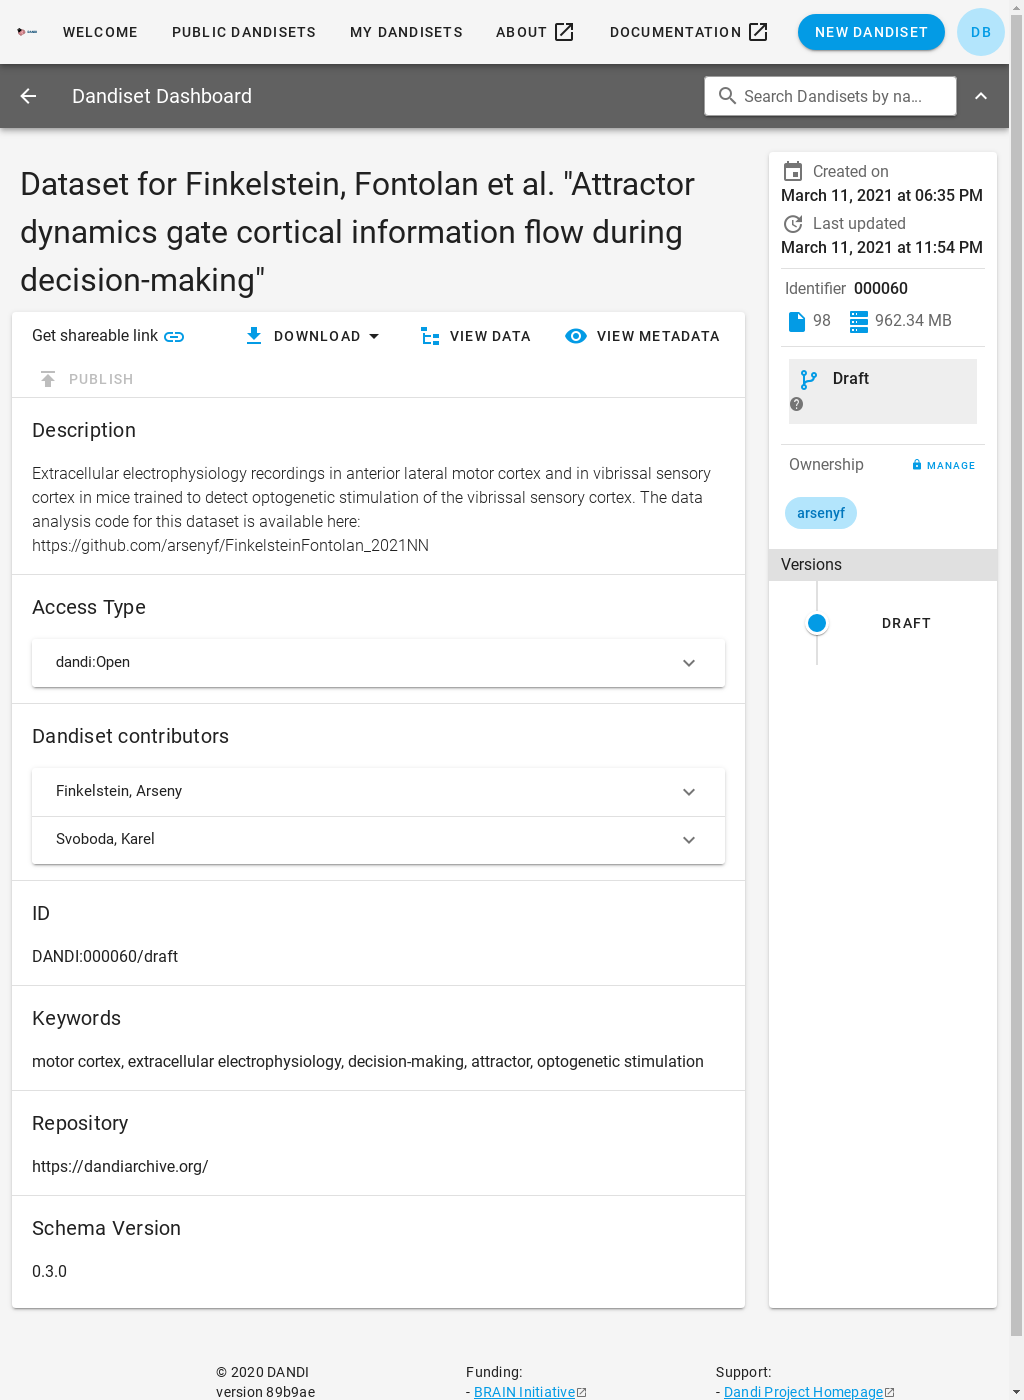 WELCOME PUBLIC DANDISETS MY DANDISETS ABOUT DOCUMENTATION NEW DANDISET DB
Dandiset Dashboard Search Dandisets by na...
Dataset for Finkelstein, Fontolan et al. "Attractor
dynamics gate cortical information flow during
decision-making"
Get shareable link DOWNLOAD VIEW DATA VIEW METADATA
PUBLISH
Description
Extracellular electrophysiology recordings in anterior lateral motor cortex and in vibrissal sensory
cortex in mice trained to detect optogenetic stimulation of the vibrissal sensory cortex. The data
analysis code for this dataset is available here:
https://github.com/arsenyf/FinkelsteinFontolan_2021NN
Access Type
dandi:Open
Dandiset contributors
Finkelstein, Arseny
Svoboda, Karel
ID
DANDI:000060/draft
Keywords
motor cortex, extracellular electrophysiology, decision-making, attractor, optogenetic stimulation
Repository
https://dandiarchive.org/
Schema Version
0.3.0
Created on
March 11, 2021 at 06:35 PM
Last updated
March 11, 2021 at 11:54 PM
Identifier 000060
98 962.34 MB
Draft
Ownership MANAGE
arsenyf
Versions
DRAFT
© 2020 DANDI
version 89b9ae
Funding:
- BRAIN Initiative
Support:
- Dandi Project Homepage